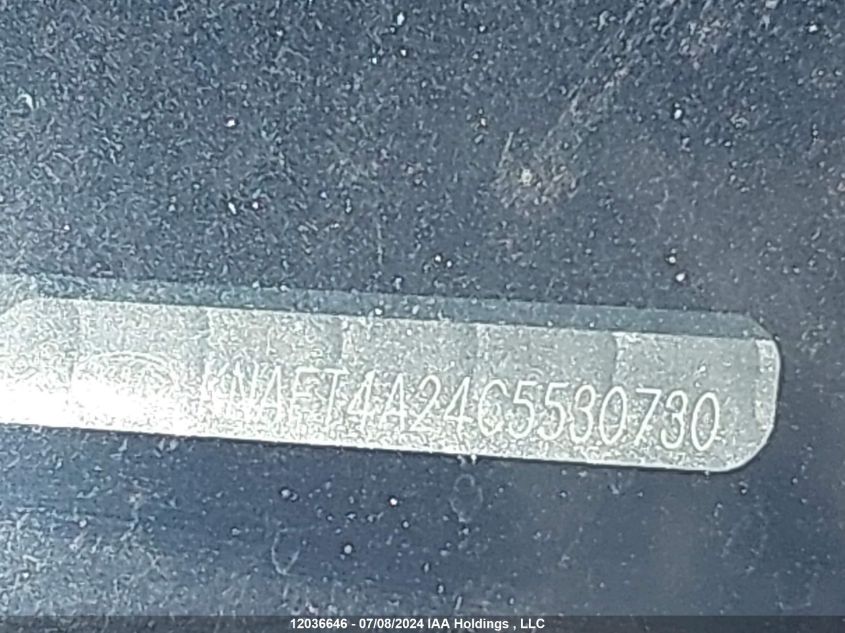 KNAFT4A24C5530730
12036646 - 07/08/2024 IAA Holdings , LLC